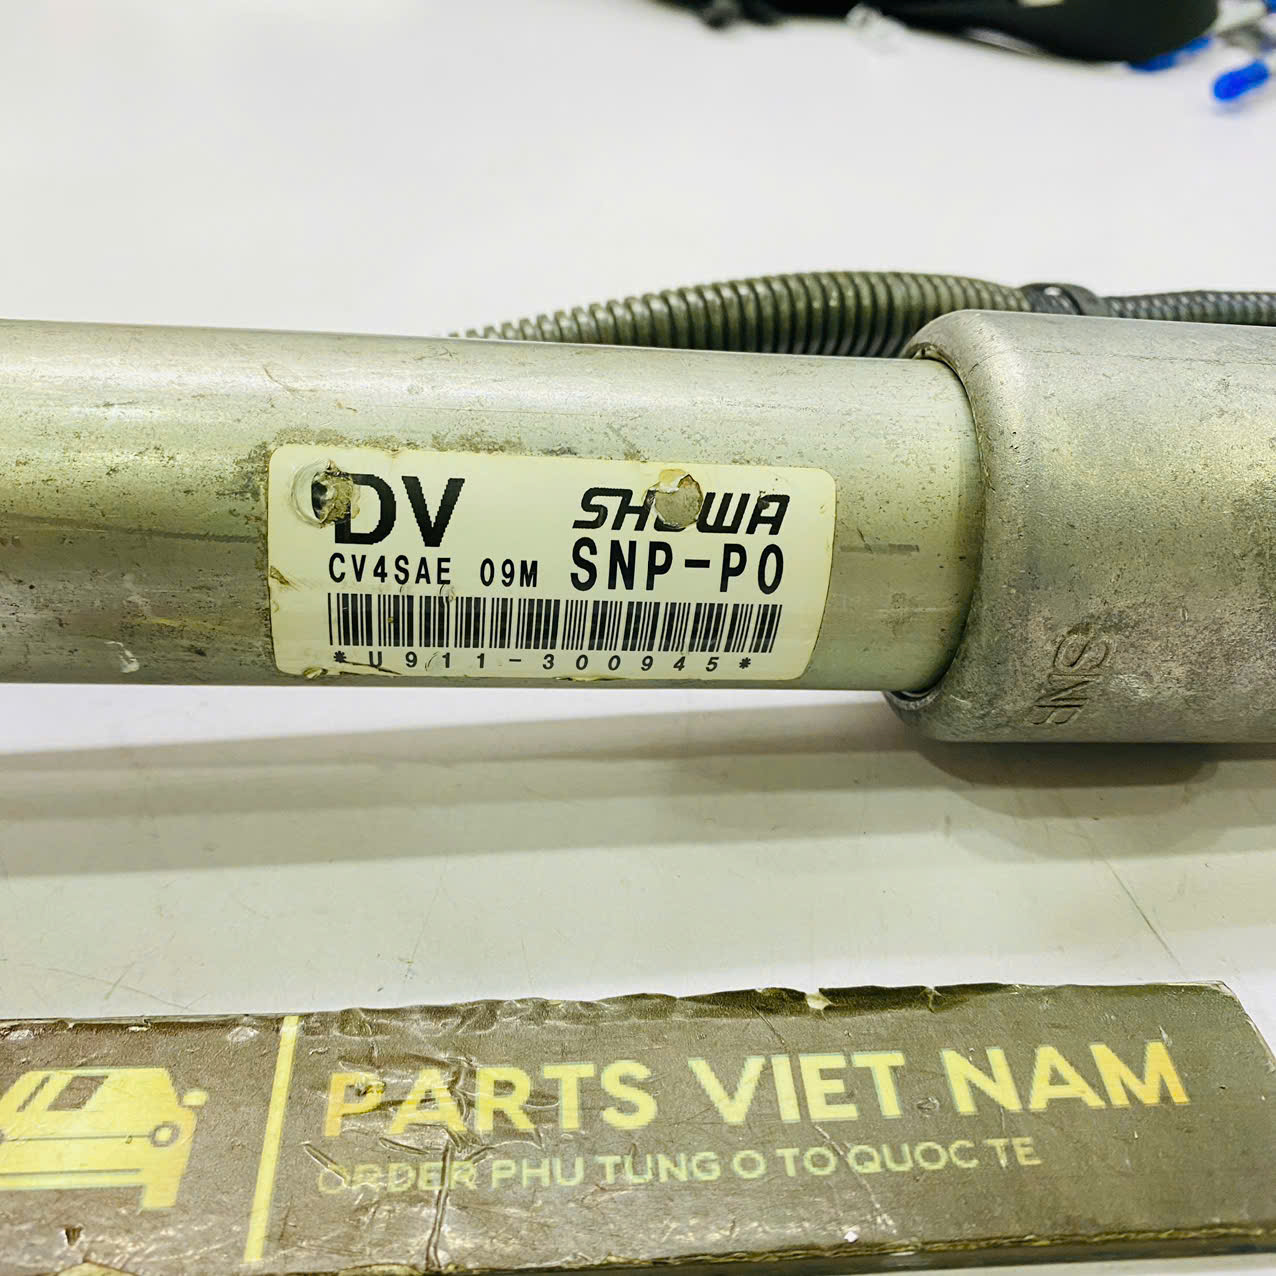 DV
SHOWA
CV4SAE 09M SNP-P0
*U911-300945*
SNP
PARTS VIET NAM
ORDER PHU TUNG O TO QUOC TE